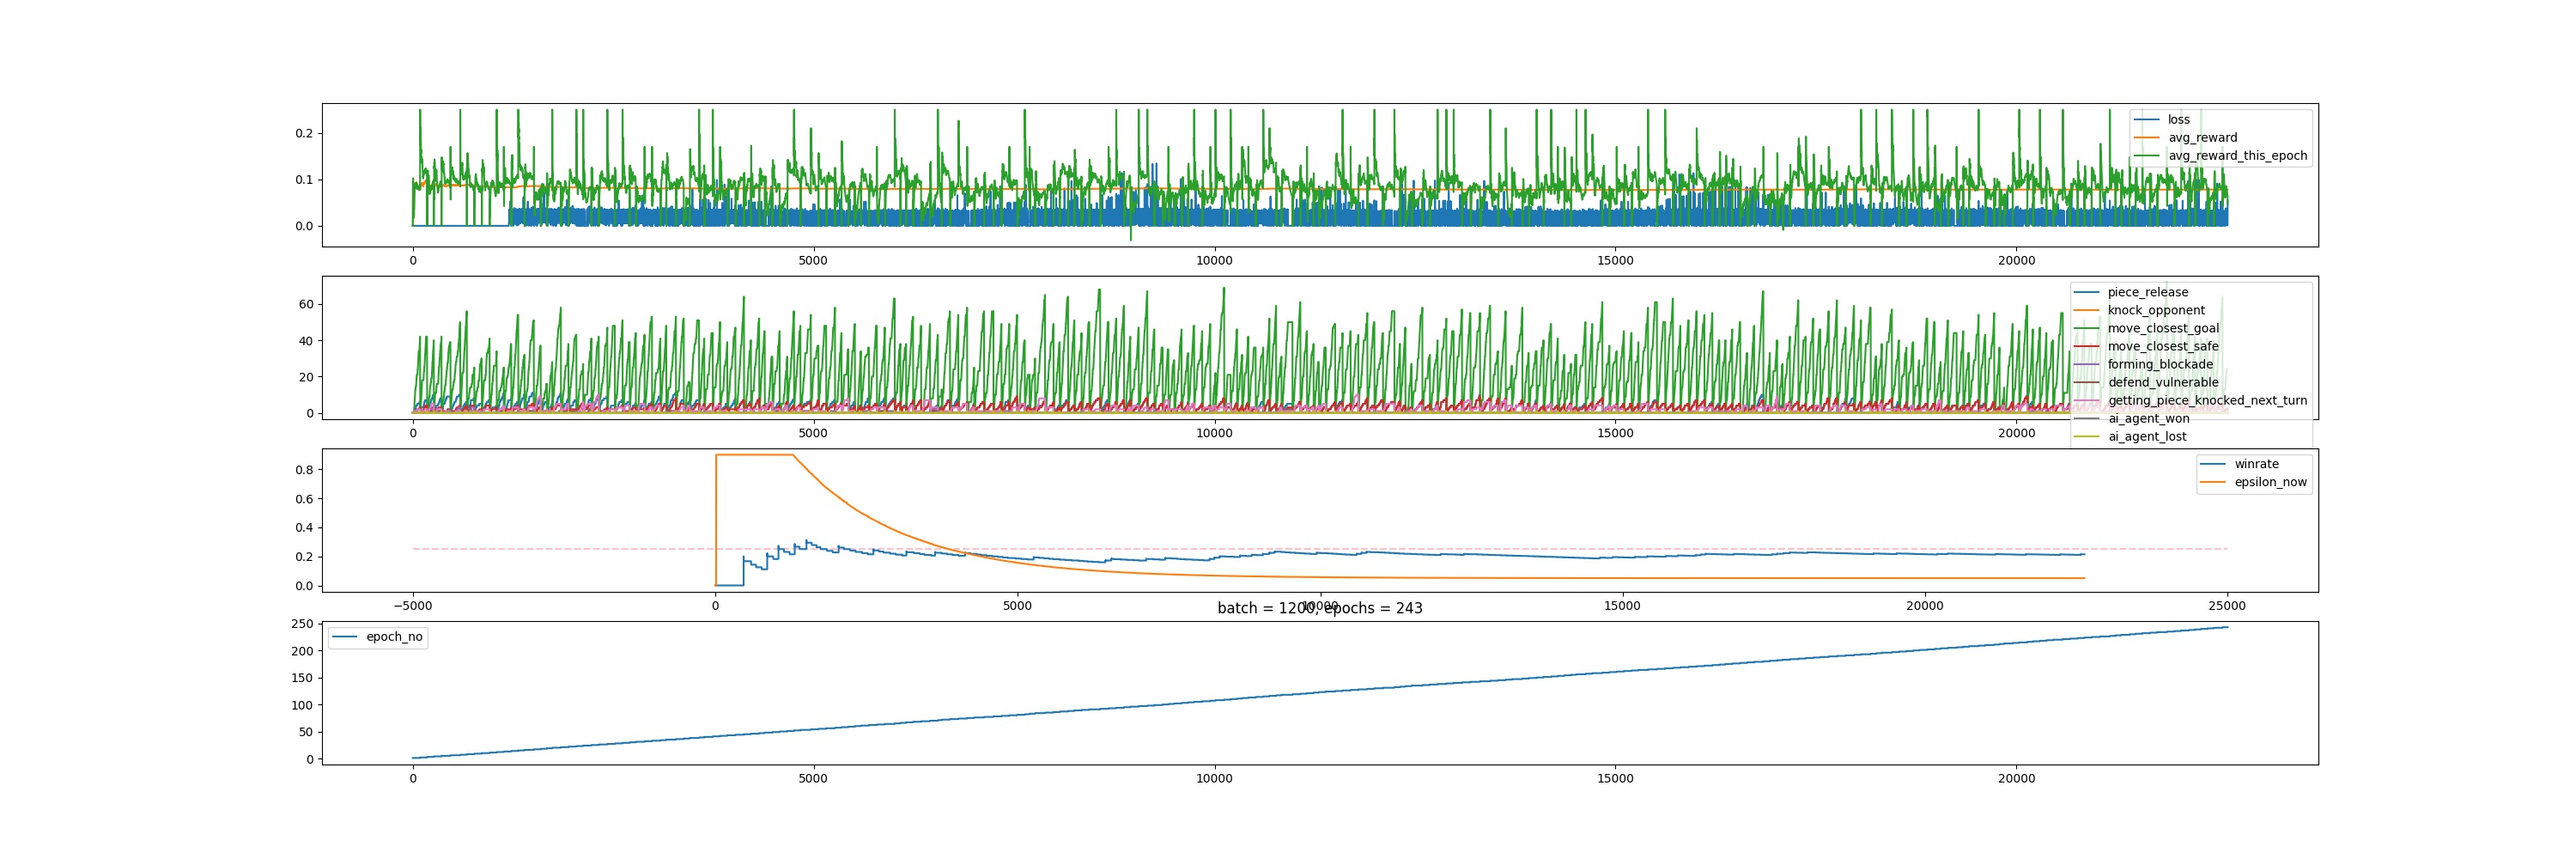 0.2
0.1
0.0
loss
avg_reward
avg_reward_this_epoch
0 5000 10000 15000 20000
60
40
20
0
piece_release
knock_opponent
move_closest_goal
move_closest_safe
forming_blockade
defend_vulnerable
getting_piece_knocked_next_turn
ai_agent_won
ai_agent_lost
0 5000 10000 15000 20000
0.8
0.6
0.4
0.2
0.0
winrate
epsilon_now
−5000 0 5000 10000 15000 20000 25000
batch = 1200, epochs = 243
250
200
150
100
50
0
epoch_no
0 5000 10000 15000 20000